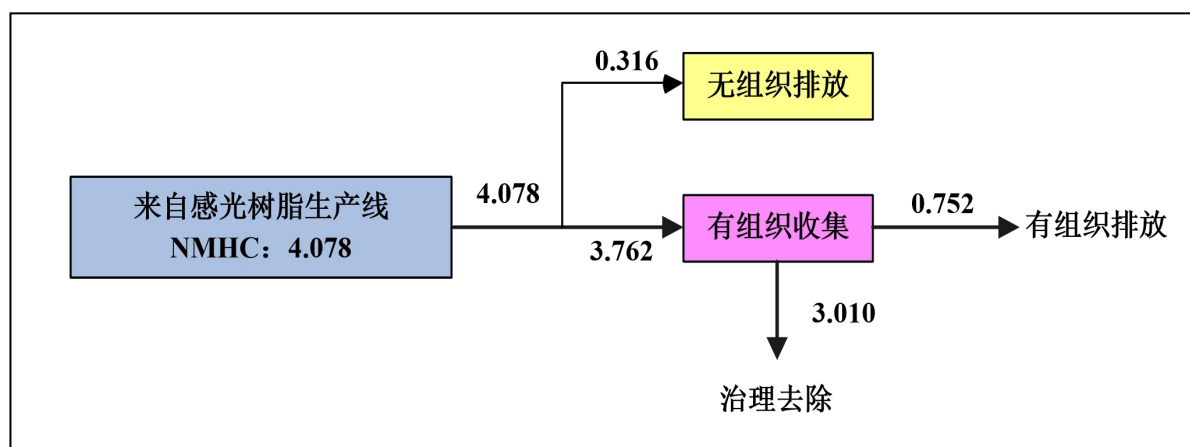 0.316
无组织排放
来自感光树脂生产线
NMHC：4.078
4.078
3.762
有组织收集
0.752
有组织排放
3.010
治理去除